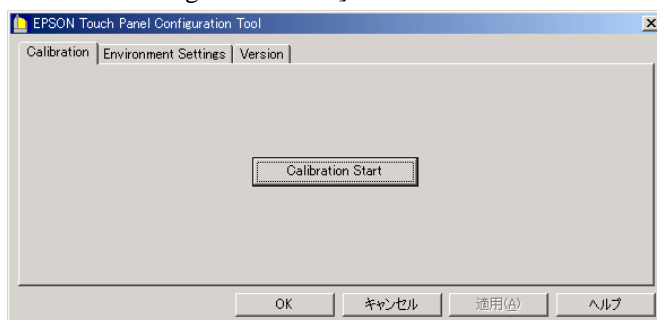 EPSON Touch Panel Configuration Tool
Calibration Environment Settings Version
Calibration Start
OK キャンセル 適用(A) ヘルプ